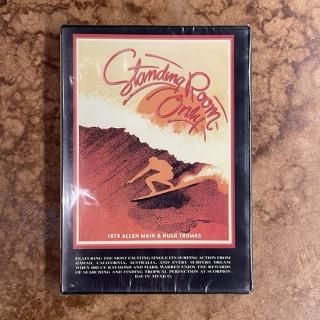 Standing Room
Only
1978 ALLEN MAIN & HUGH THOMAS
FEATURING THE MOST EXCITING SINGLE FIN SURFING ACTION FROM
HAWAII, CALIFORNIA, AUSTRALIA, AND EVERY SURFERS DREAM
WHEN BRUCE RAYMOND AND MARK WARREN ENJOY THE REWARDS
OF SEARCHING AND FINDING TROPICAL PERFECTION AT SCORPION
BAY IN MEXICO.